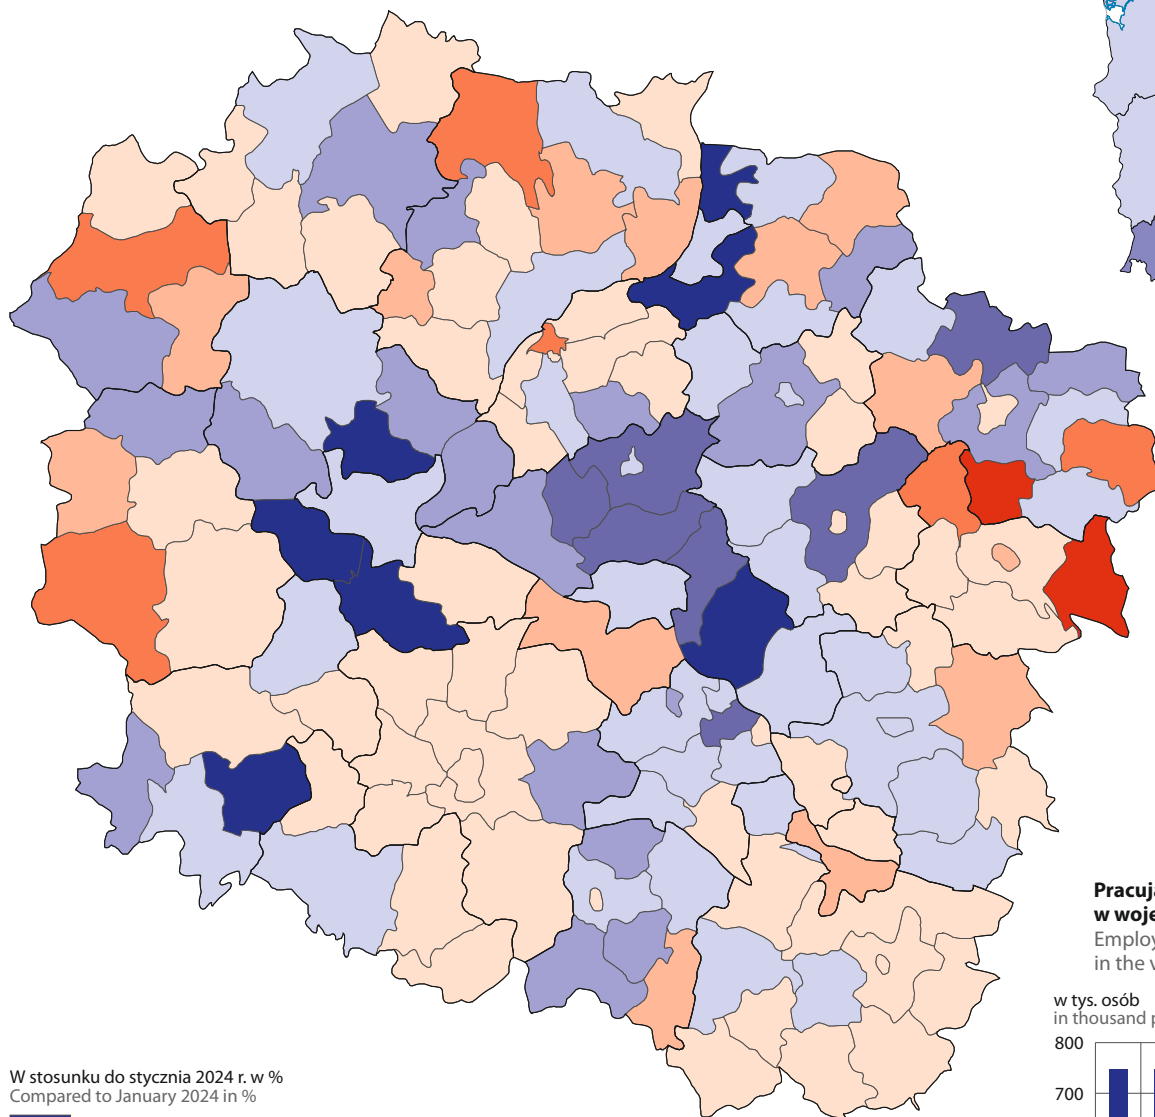 Pracują
w woje
Employ
in the v
w tys. osób
in thousand p
800
700
W stosunku do stycznia 2024 r. w %
Compared to January 2024 in %